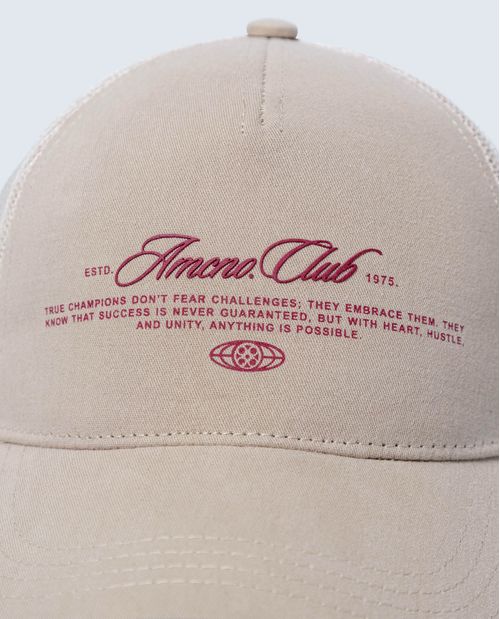 ESTD. Amcno. Club 1975.
TRUE CHAMPIONS DON'T FEAR CHALLENGES; THEY EMBRACE THEM. THEY
KNOW THAT SUCCESS IS NEVER GUARANTEED, BUT WITH HEART, HUSTLE,
AND UNITY, ANYTHING IS POSSIBLE.